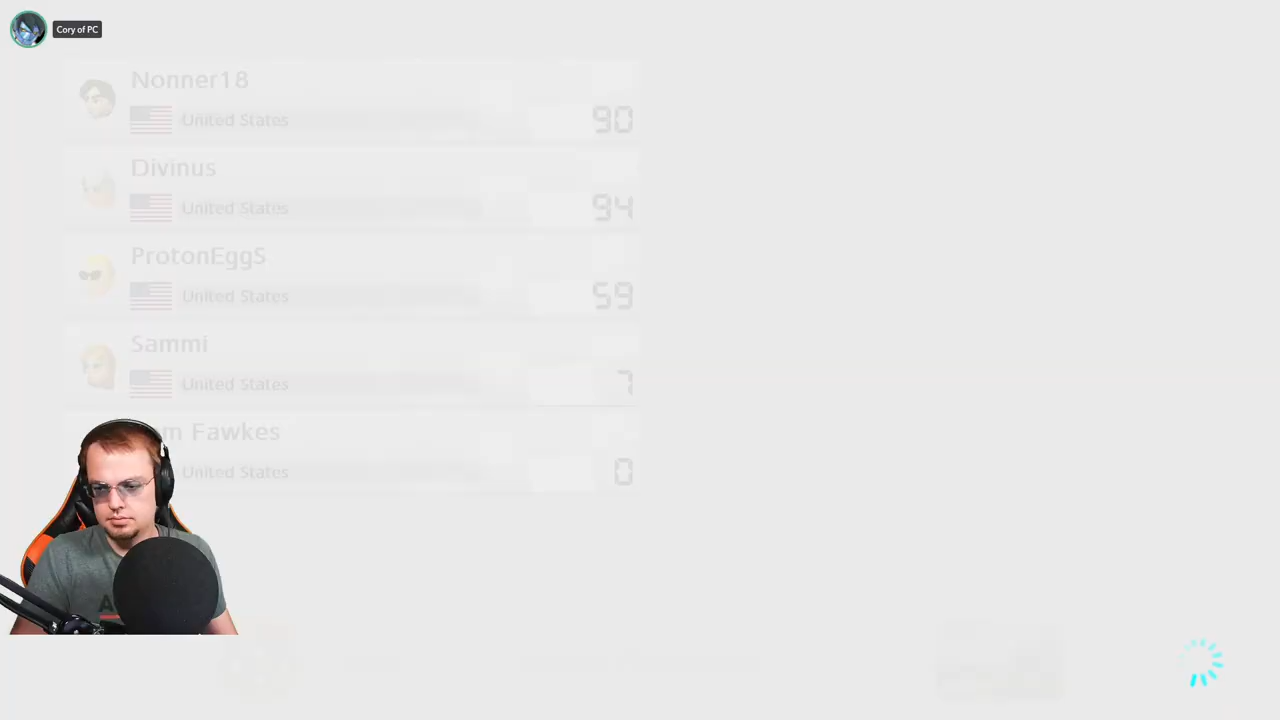 Cory of PC
Nonner18
United States
90
Divinus
United States
94
ProtonEggS
United States
59
Sammi
United States
7
Fawkes
United States
0